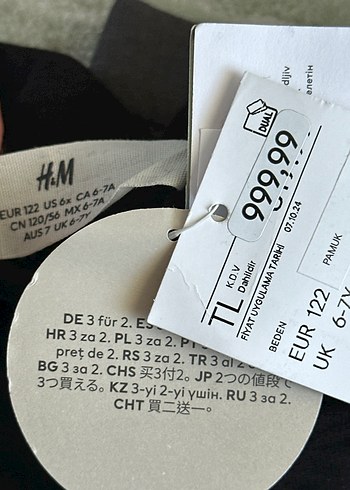 H&M
EUR 122 US 6x CA 6-7A
CN 120/56 MX 6-7A
AUS 7 UK 6-7Y
DE 3 für 2.
HR 3 za 2. PL 3 za 2.
preț de 2. RS 3 za 2. TR 3 al 2
BG 3 за 2. CHS 买3付2。JP 2つの値段で
3つ買える。KZ 3-yi 2-yi үшін. RU 3 за 2.
CHT 買二送一。
DUAL
999,99
TL K.D.V
Dahildir
FİYAT UYGULAMA TARİHİ 07.10.24
BEDEN
PAMUK
EUR 122
UK 6-7Y